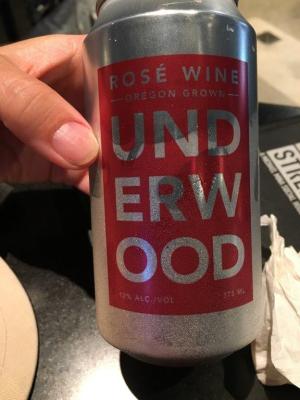 ROSÉ WINE
OREGON GROWN
UND
ERW
OOD
12% ALC./VOL 375 ML